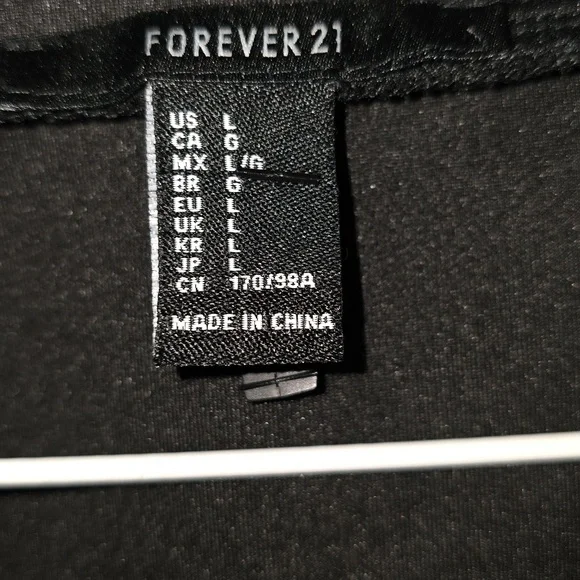 FOREVER 21
US L
CA G
MX L/G
BR G
EU L
UK L
KR L
JP L
CN 170/98A
MADE IN CHINA